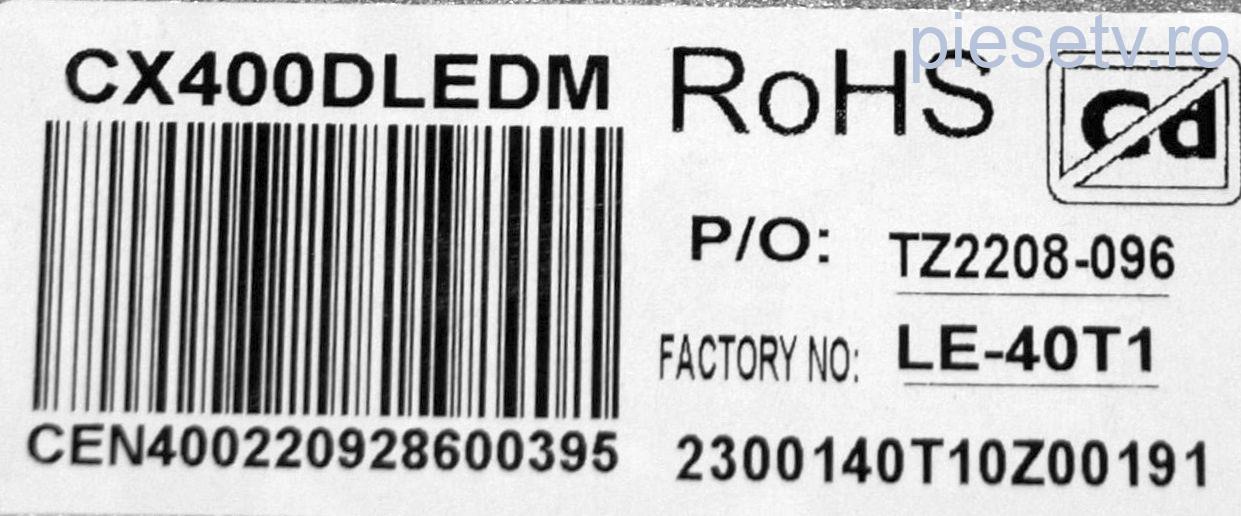 piesetv.ro
CX400DLEDM
RoHS
Cd
P/O: TZ2208-096
FACTORY NO: LE-40T1
CEN400220928600395
2300140T10Z00191